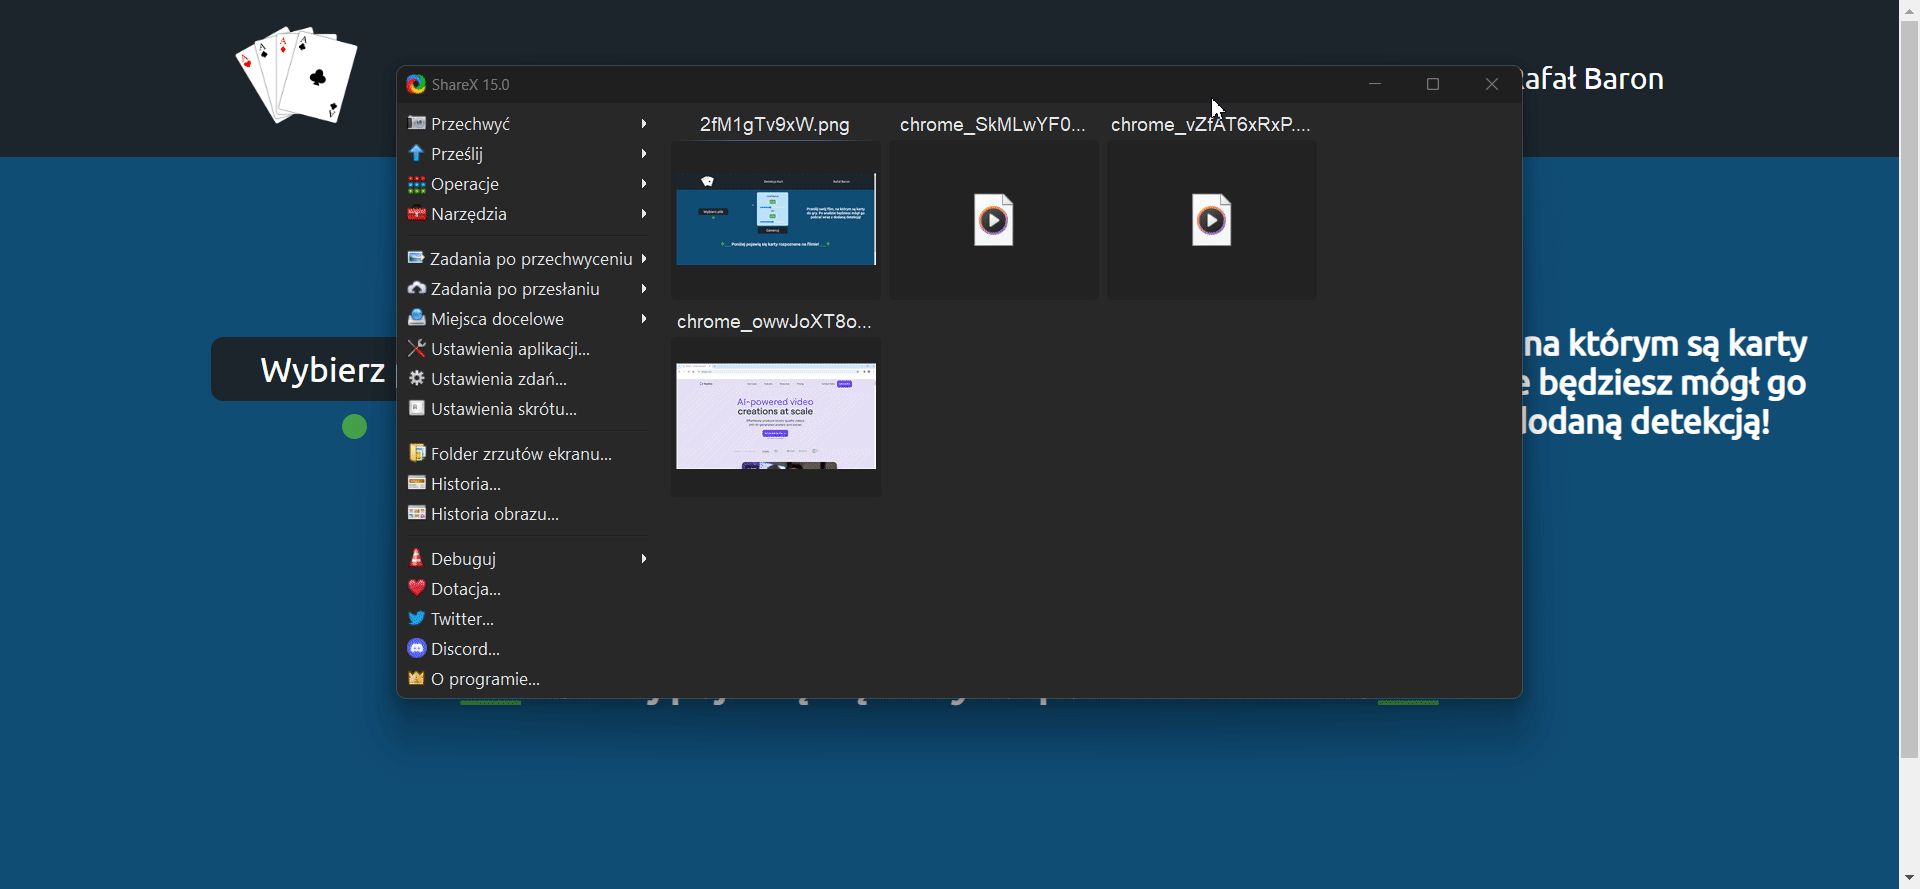 Rafał Baron
ShareX 15.0
Przechwyć
Prześlij
Operacje
Narzędzia
Zadania po przechwyceniu
Zadania po przesłaniu
Miejsca docelowe
Ustawienia aplikacji...
Ustawienia zdań...
Ustawienia skrótu...
Folder zrzutów ekranu...
Historia...
Historia obrazu...
Debuguj
Dotacja...
Twitter...
Discord...
O programie...
2fM1gTv9xW.png
chrome_SkMLwYF0...
chrome_vZfAT6xRxP....
chrome_owwJoXT8o...
AI-powered video
creations at scale
Wybierz
na którym są karty
będziesz mógł go
dodaną detekcją!